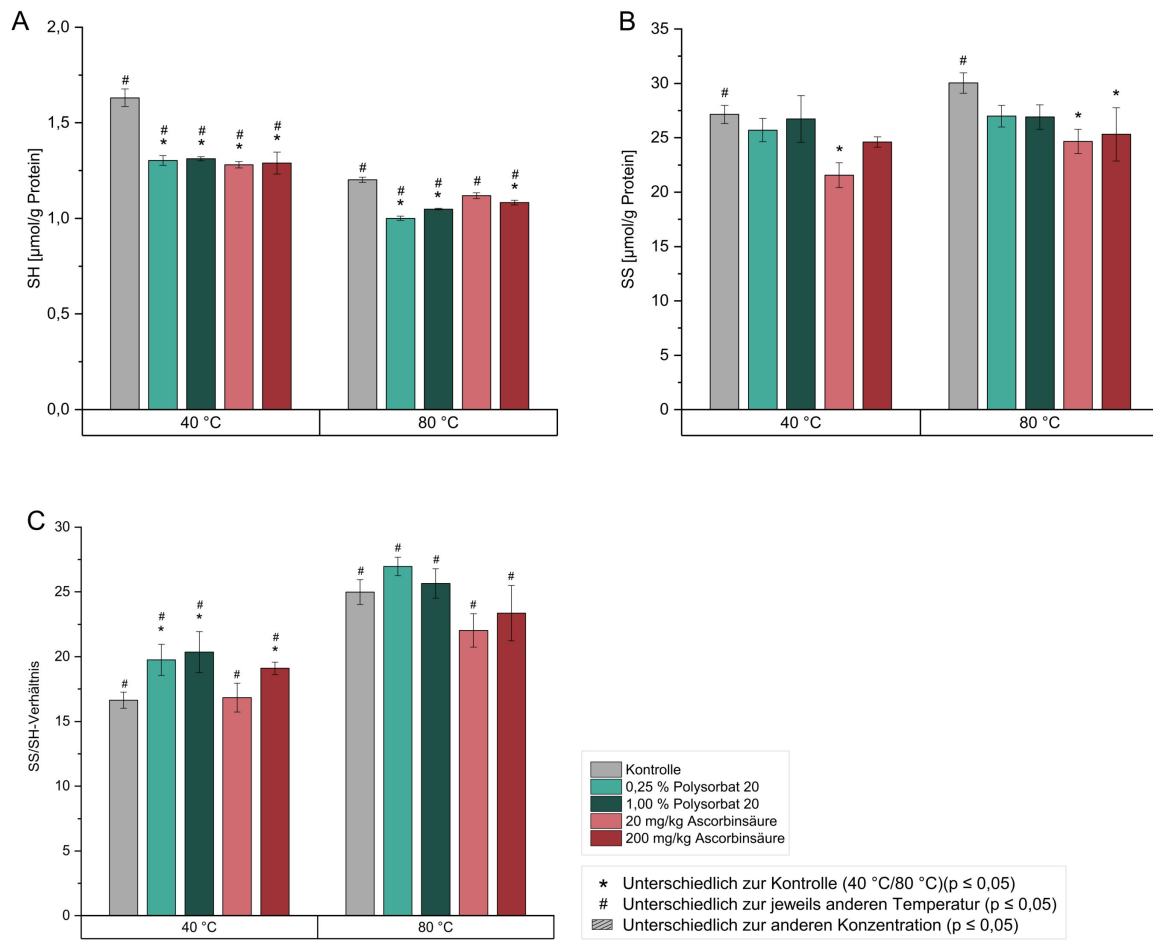 A
2,0
1,5
1,0
0,5
0,0
SH [µmol/g Protein]
#
#
*
#
*
#
*
#
*
#
#
*
#
*
#
#
*
40 °C
80 °C
B
35
30
25
20
15
10
5
0
SS [µmol/g Protein]
#
*
#
*
*
40 °C
80 °C
C
30
25
20
15
10
5
0
SS/SH-Verhältnis
#
#
*
#
*
#
#
*
#
#
#
#
#
40 °C
80 °C
Kontrolle
0,25 % Polysorbat 20
1,00 % Polysorbat 20
20 mg/kg Ascorbinsäure
200 mg/kg Ascorbinsäure
* Unterschiedlich zur Kontrolle (40 °C/80 °C)(p ≤ 0,05)
# Unterschiedlich zur jeweils anderen Temperatur (p ≤ 0,05)
Unterschiedlich zur anderen Konzentration (p ≤ 0,05)